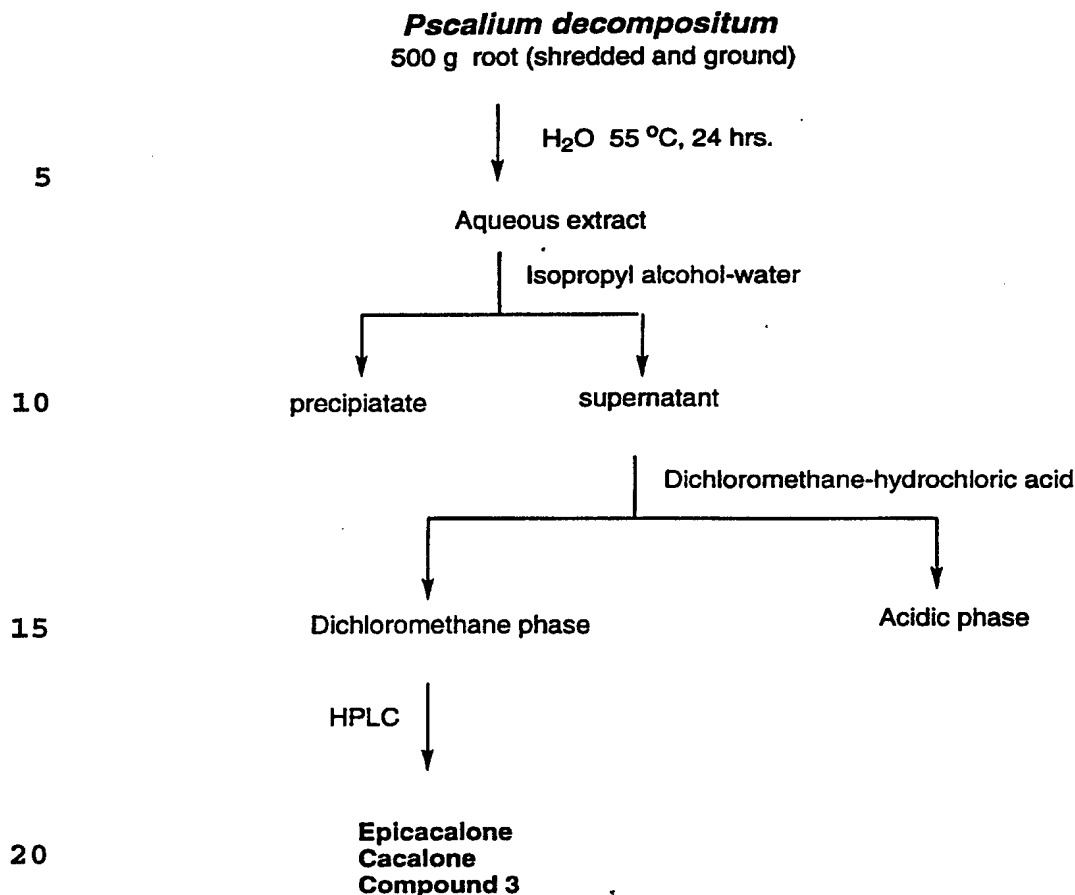 Pscalium decompositum
500 g root (shredded and ground)
H2O 55 °C, 24 hrs.
5
Aqueous extract
Isopropyl alcohol-water
10
precipiatate
supernatant
Dichloromethane-hydrochloric acid
15
Dichloromethane phase
Acidic phase
HPLC
Epicacalone
20
Cacalone
Compound 3